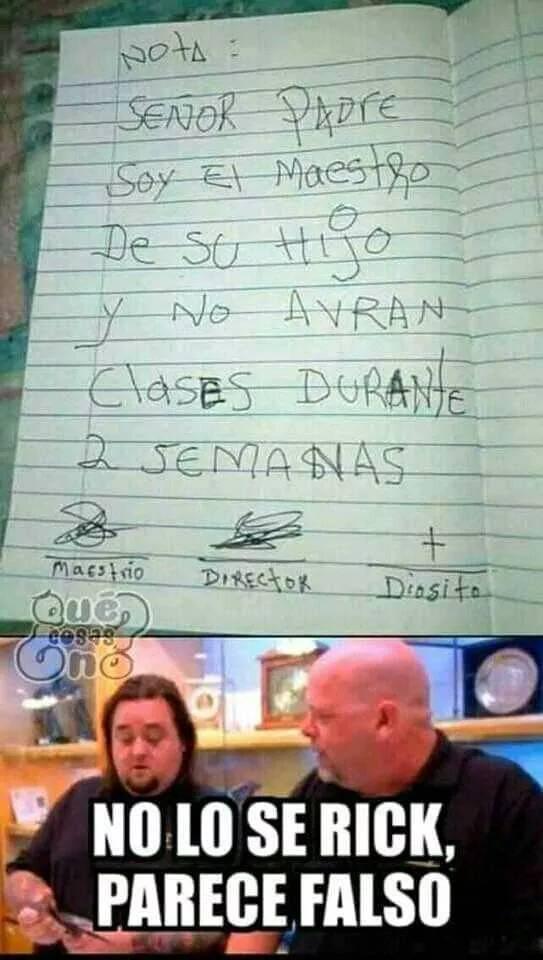 NOtA :
SEÑOR PADre
Soy El MaestRo
De SU HiJO
y No AVRAN
ClasES DURANtE
2 SEMANAS
Maestrio DIRECtOR Diosito
Qué
cosas
no
NO LO SE RICK,
PARECE FALSO